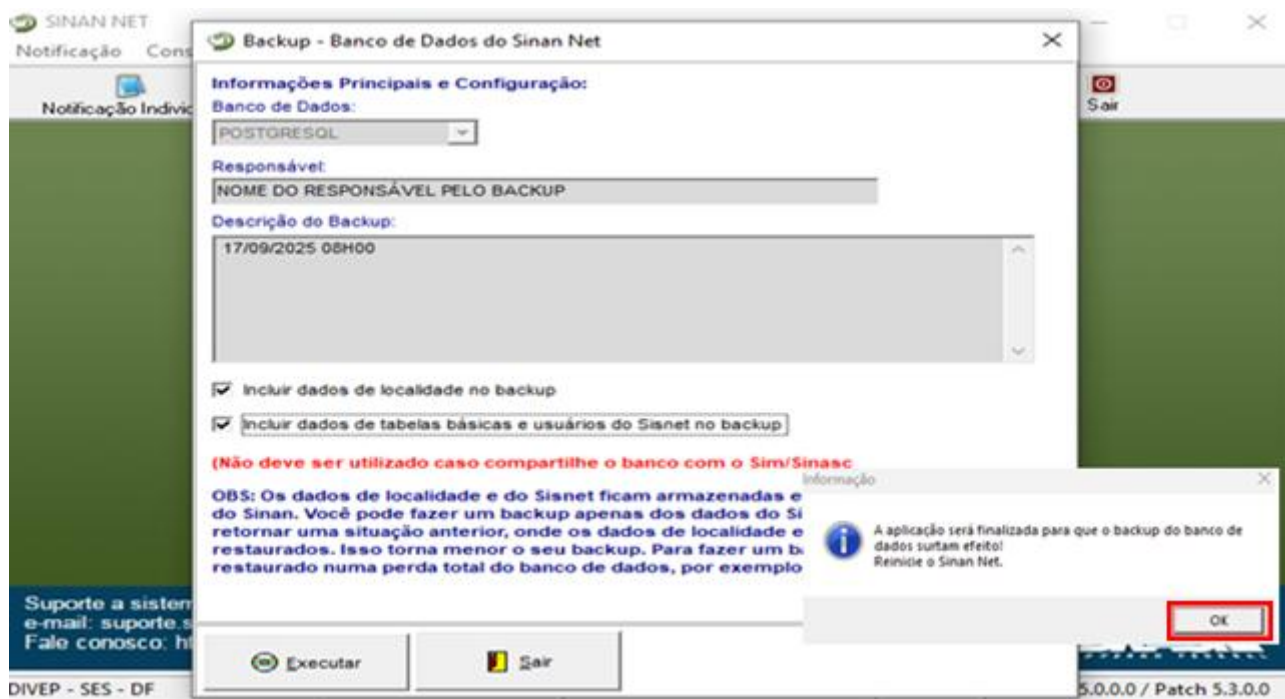 SINAN NET
Notificação Cons
Notificação Individ
Sair
Backup - Banco de Dados do Sinan Net
Informações Principais e Configuração:
Banco de Dados:
POSTGRESQL
Responsável:
NOME DO RESPONSÁVEL PELO BACKUP
Descrição do Backup:
17/09/2025 08H00
Incluir dados de localidade no backup
Incluir dados de tabelas básicas e usuários do Sisnet no backup
(Não deve ser utilizado caso compartilhe o banco com o Sim/Sinasc
OBS: Os dados de localidade e do Sisnet ficam armazenadas e
do Sinan. Você pode fazer um backup apenas dos dados do Si
retornar uma situação anterior, onde os dados de localidade e
restaurados. Isso torna menor o seu backup. Para fazer um b
restaurado numa perda total do banco de dados, por exemplo
Informação
A aplicação será finalizada para que o backup do banco de
dados surtam efeito!
Reinicie o Sinan Net.
OK
Executar
Sair
Suporte a sistem
e-mail: suporte.s
Fale conosco: ht
DIVEP - SES - DF
5.0.0.0 / Patch 5.3.0.0